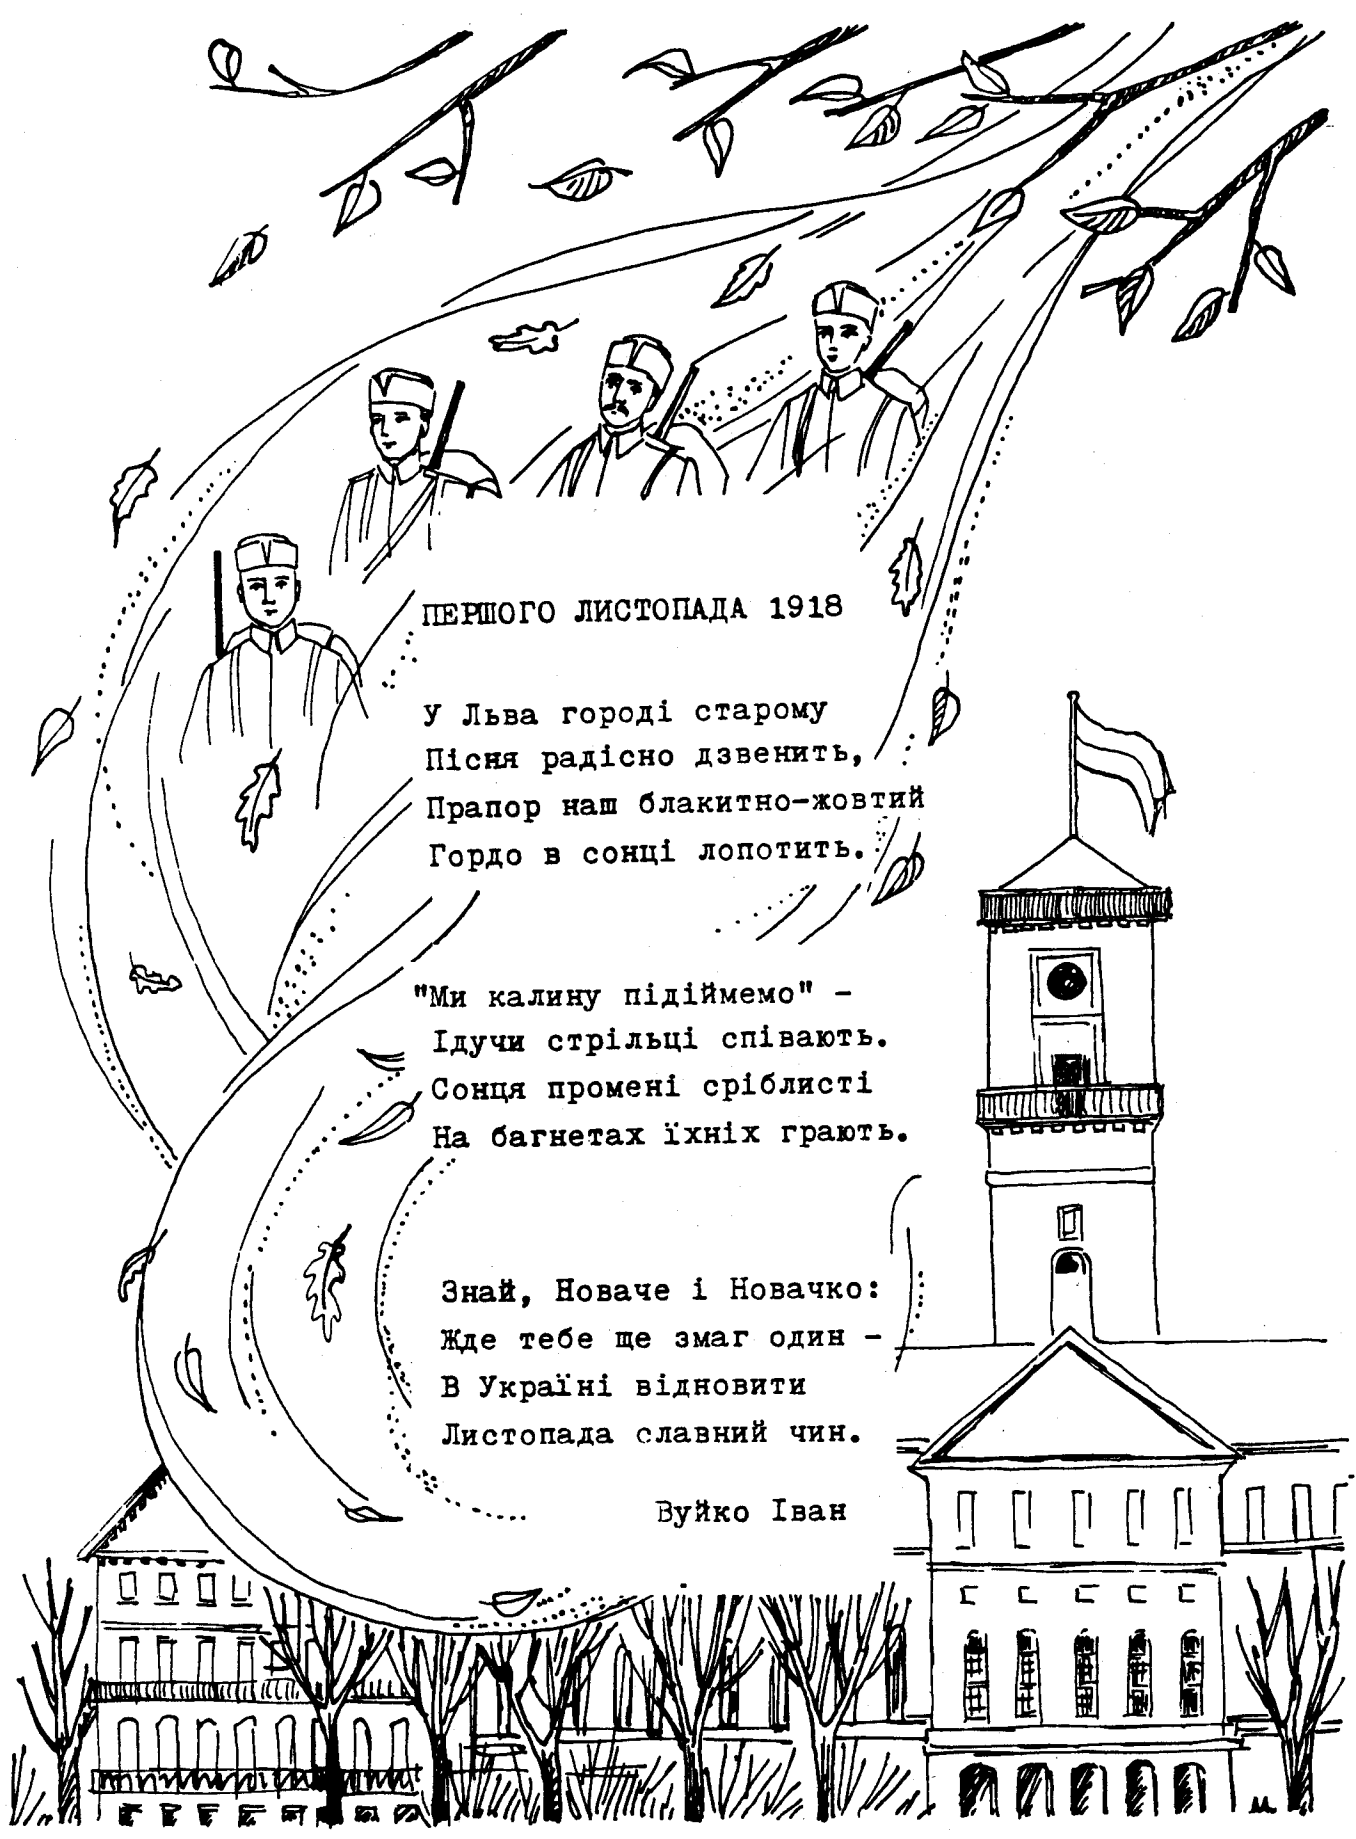 ПЕРШОГО ЛИСТОПАДА 1918
У Льва городі старому
Пісня радісно дзвенить,
Прапор наш блакитно-жовтий
Гордо в сонці лопотить.
"Ми калину підіймемо" -
Ідучи стрільці співають.
Сонця промені сріблисті
На багнетах їхніх грають.
Знай, Новаче і Новачко:
Жде тебе ще змаг один -
В Україні відновити
Листопада славний чин.
Вуйко Іван